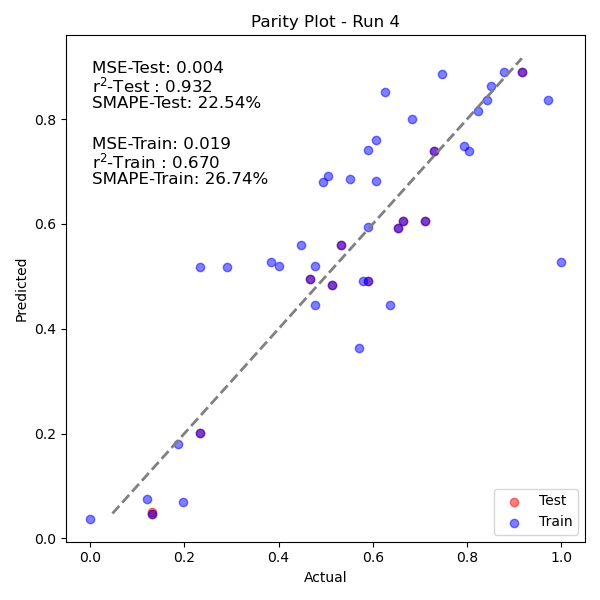 Parity Plot - Run 4
MSE-Test: 0.004
r²-Test : 0.932
SMAPE-Test: 22.54%
MSE-Train: 0.019
r²-Train : 0.670
SMAPE-Train: 26.74%
Predicted
0.8
0.6
0.4
0.2
0.0
0.0 0.2 0.4 0.6 0.8 1.0
Actual
Test
Train